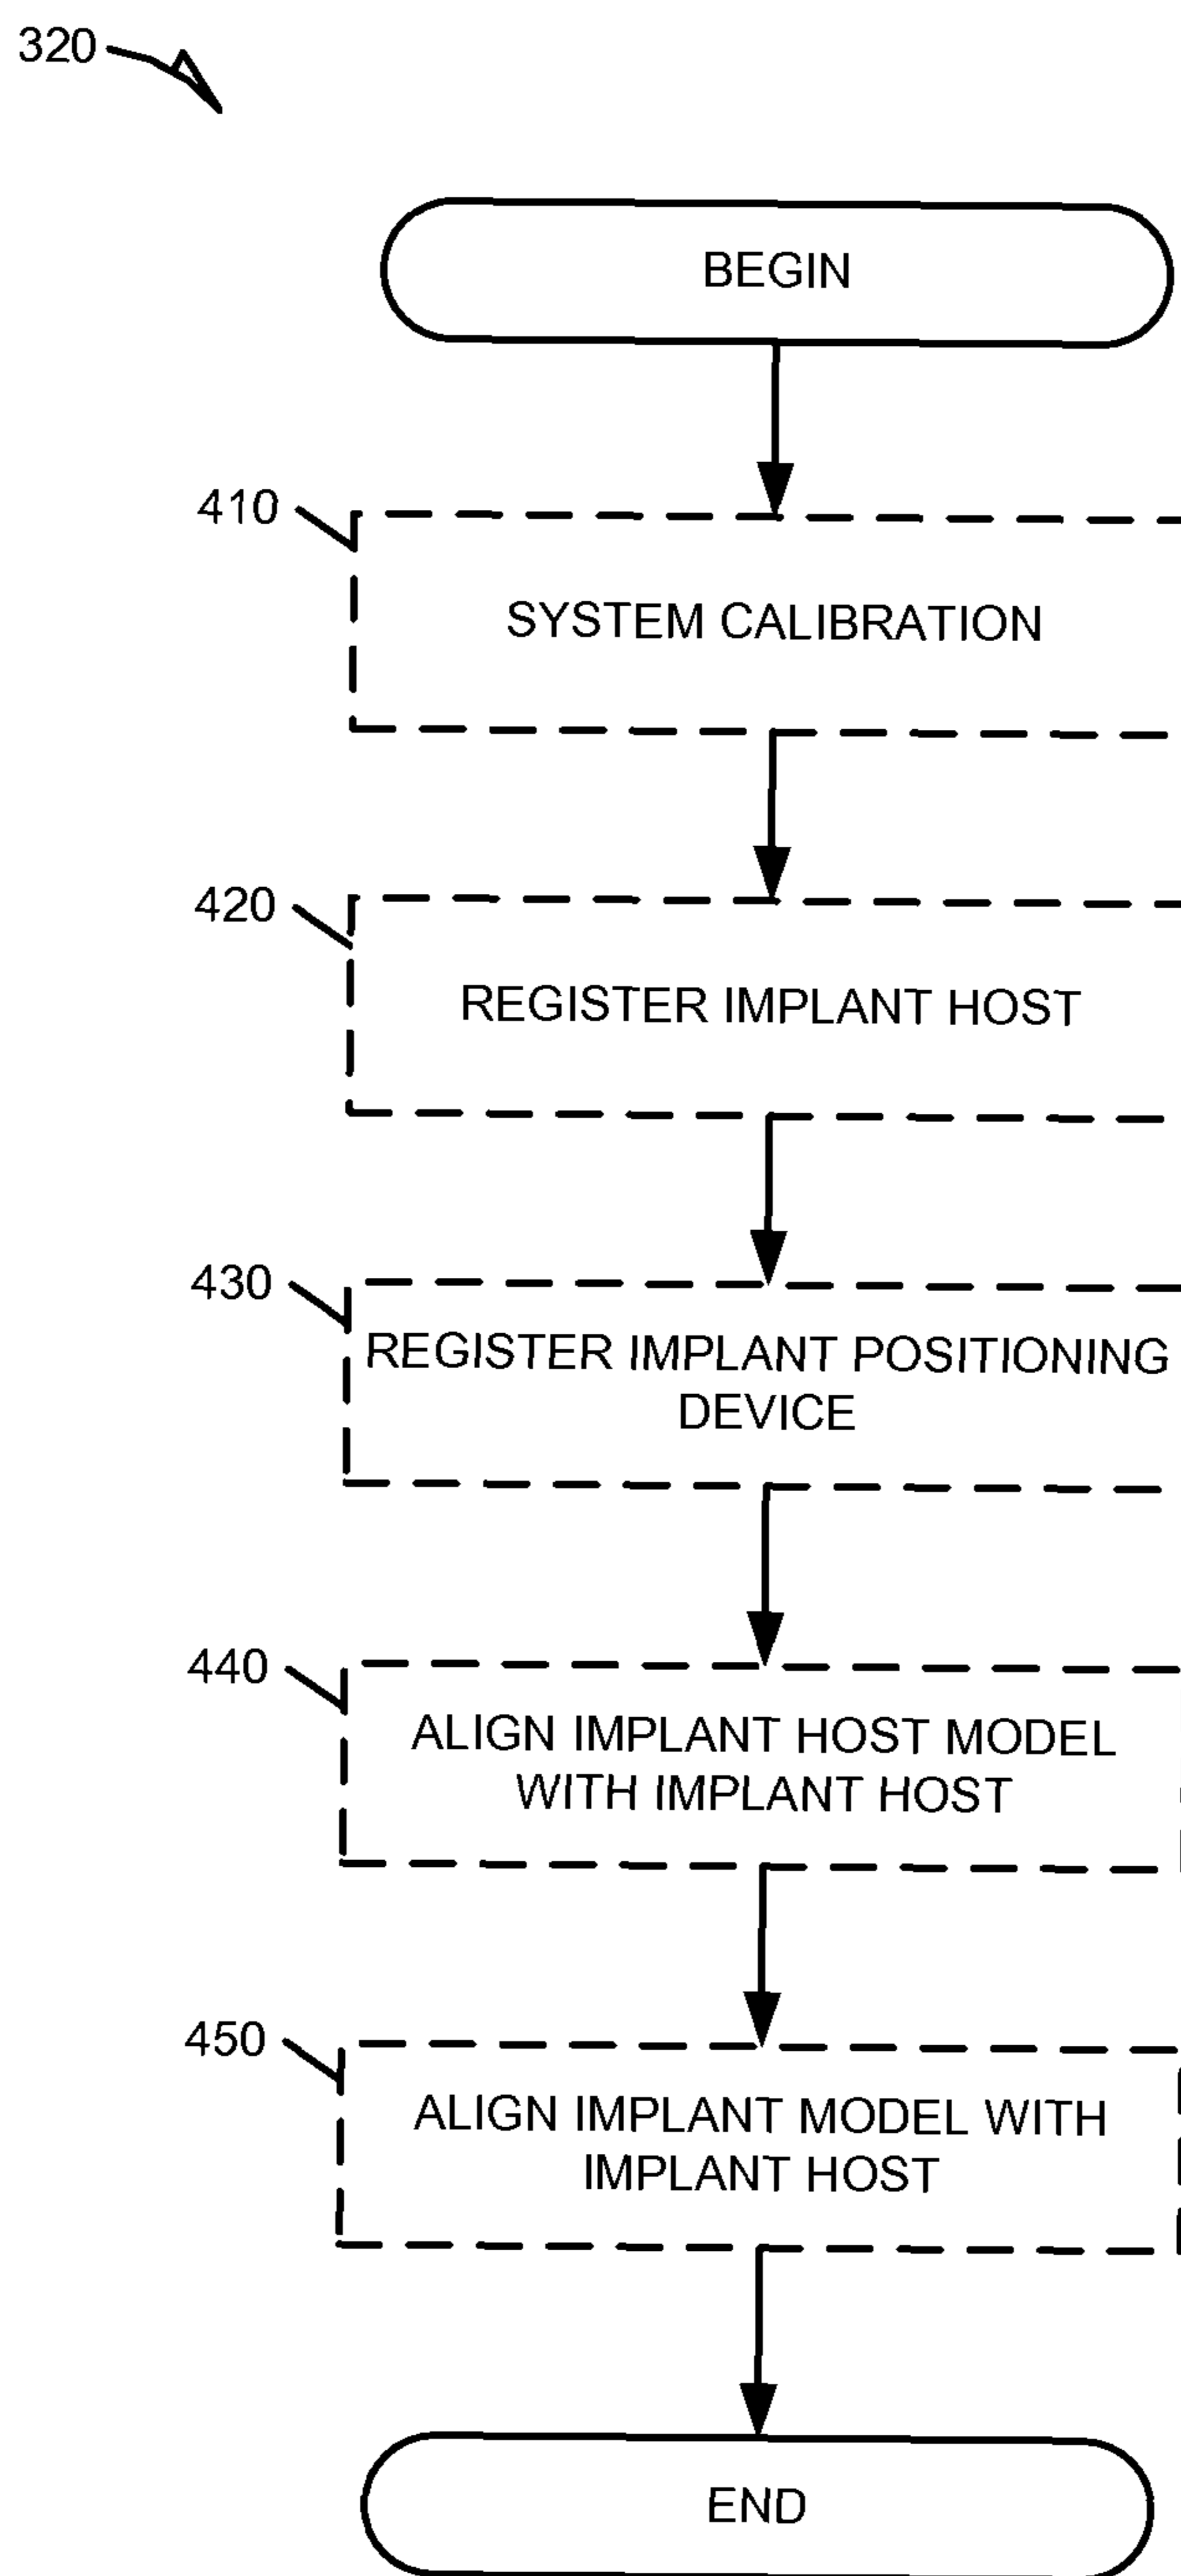 320
BEGIN
410
SYSTEM CALIBRATION
420
REGISTER IMPLANT HOST
430
REGISTER IMPLANT POSITIONING
DEVICE
440
ALIGN IMPLANT HOST MODEL
WITH IMPLANT HOST
450
ALIGN IMPLANT MODEL WITH
IMPLANT HOST
END